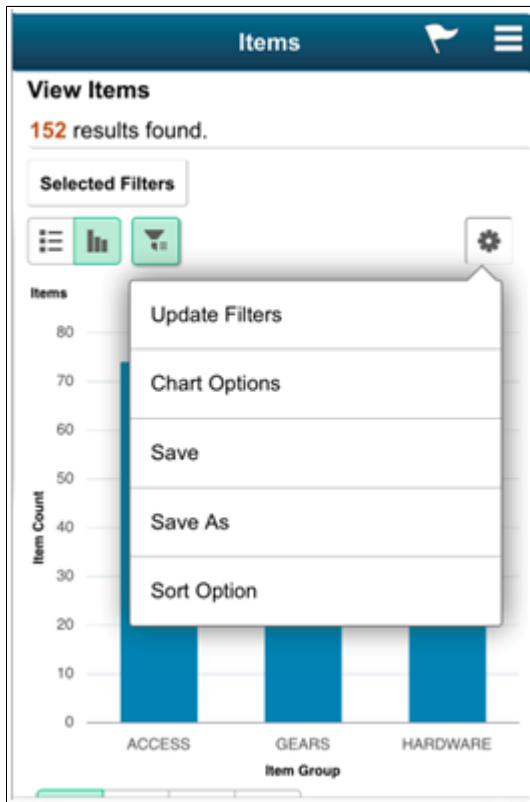 Items
View Items
152 results found.
Selected Filters
Items
Update Filters
Chart Options
Save
Save As
Sort Option
80
70
60
50
40
30
20
10
0
Item Count
ACCESS GEARS HARDWARE
Item Group